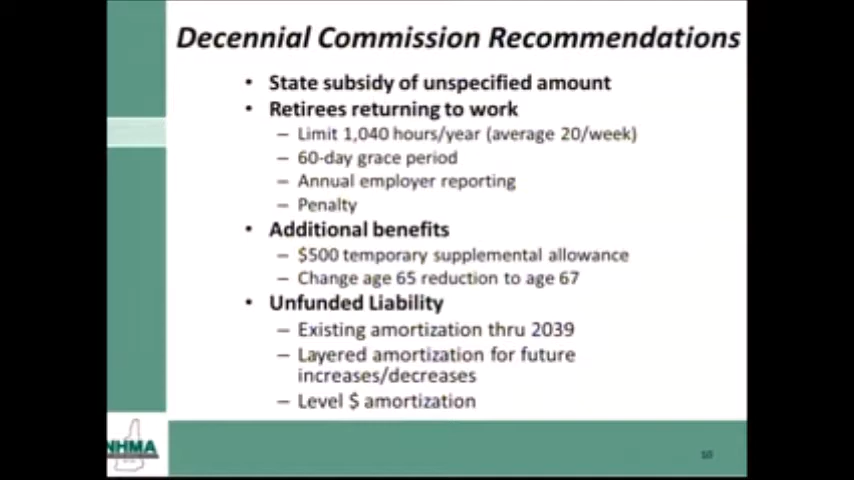 Decennial Commission Recommendations
• State subsidy of unspecified amount
• Retirees returning to work
– Limit 1,040 hours/year (average 20/week)
– 60-day grace period
– Annual employer reporting
– Penalty
• Additional benefits
– $500 temporary supplemental allowance
– Change age 65 reduction to age 67
• Unfunded Liability
– Existing amortization thru 2039
– Layered amortization for future
increases/decreases
– Level $ amortization
NHMA
10